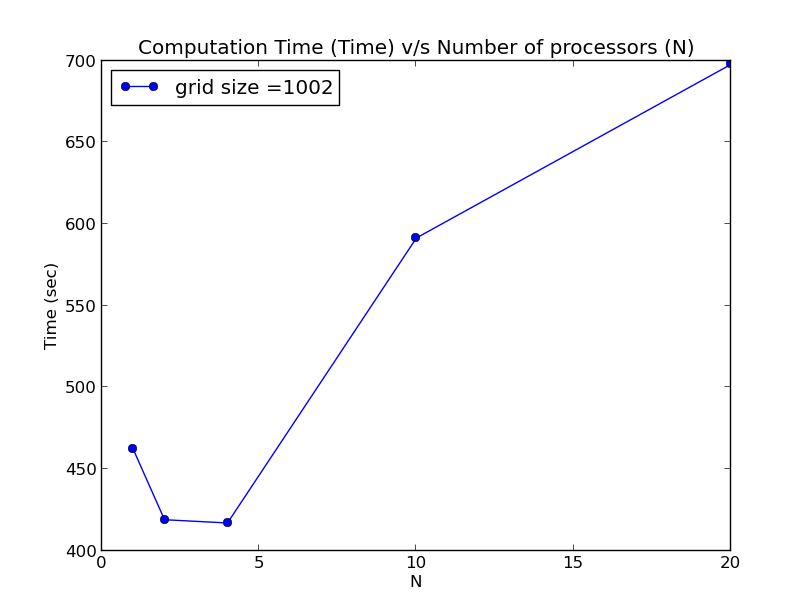 Computation Time (Time) v/s Number of processors (N)
grid size =1002
700
650
600
550
500
450
400
Time (sec)
0 5 10 15 20
N